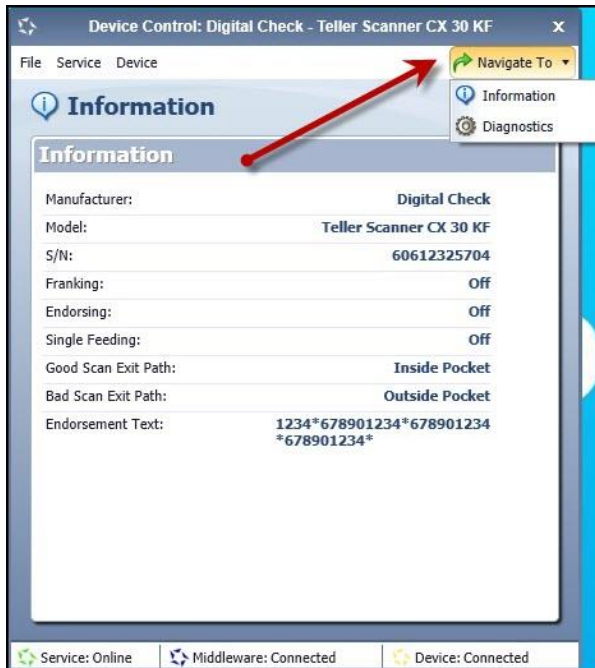 Device Control: Digital Check - Teller Scanner CX 30 KF x
File Service Device Navigate To
Information
Diagnostics
Information
Information
Manufacturer: Digital Check
Model: Teller Scanner CX 30 KF
S/N: 60612325704
Franking: Off
Endorsing: Off
Single Feeding: Off
Good Scan Exit Path: Inside Pocket
Bad Scan Exit Path: Outside Pocket
Endorsement Text: 1234*678901234*678901234
*678901234*
Service: Online Middleware: Connected Device: Connected